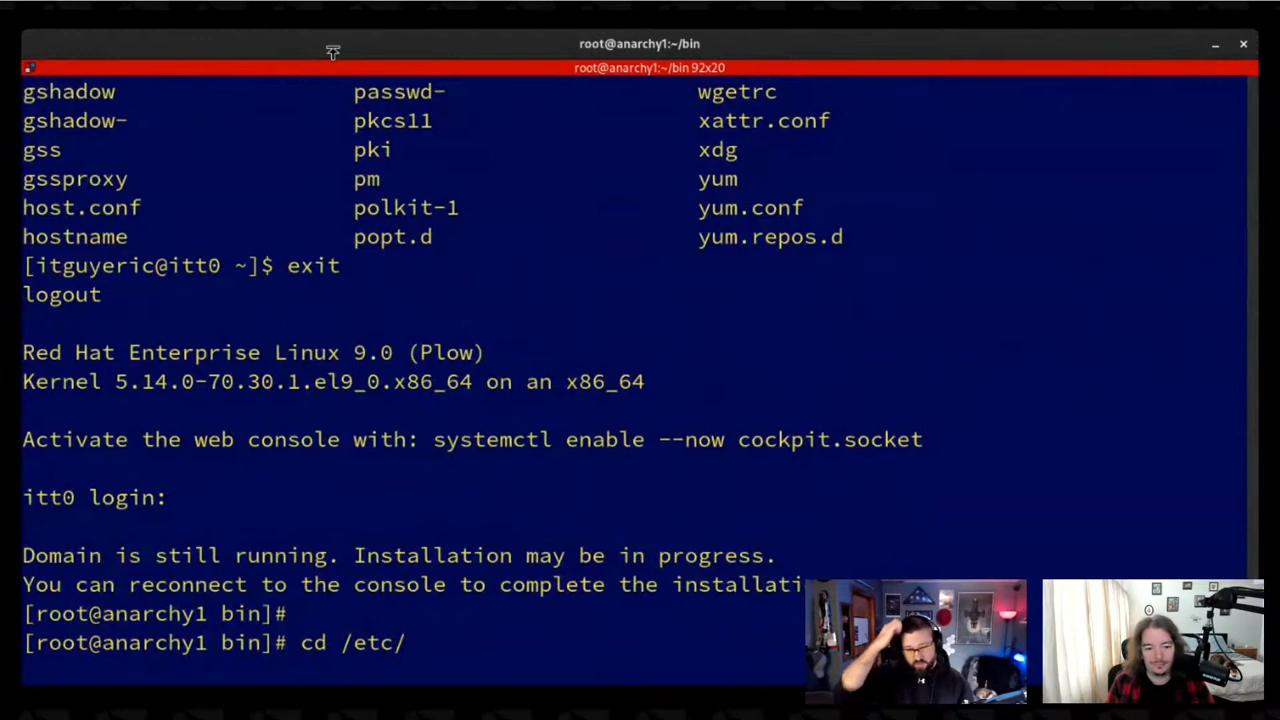 root@anarchy1:~/bin
root@anarchy1:~/bin 92x20
gshadow passwd- wgetrc
gshadow- pkcs11 xattr.conf
gss pki xdg
gssproxy pm yum
host.conf polkit-1 yum.conf
hostname popt.d yum.repos.d
[itguyeric@itt0 ~]$ exit
logout
Red Hat Enterprise Linux 9.0 (Plow)
Kernel 5.14.0-70.30.1.el9_0.x86_64 on an x86_64
Activate the web console with: systemctl enable --now cockpit.socket
itt0 login:
Domain is still running. Installation may be in progress.
You can reconnect to the console to complete the installati
[root@anarchy1 bin]#
[root@anarchy1 bin]# cd /etc/